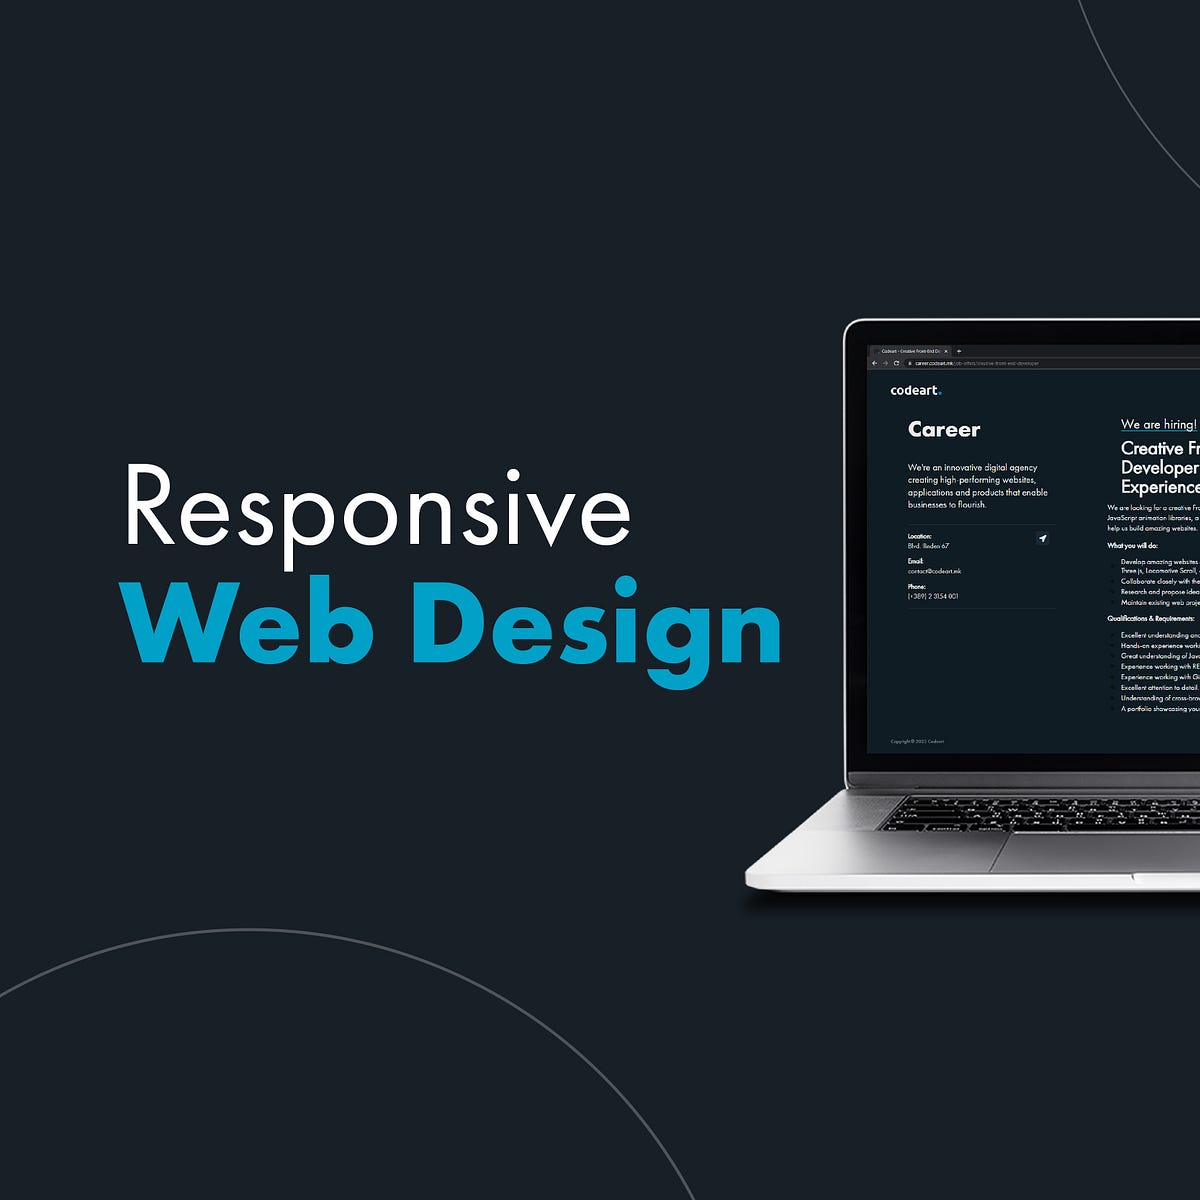 Responsive
Web Design
Codeart - Creative Front-End De
career.codeart.mk/job-offers/creative-front-end-developer
codeart.
Career
We're an innovative digital agency
creating high-performing websites,
applications and products that enable
businesses to flourish.
Location:
Blvd. Ilinden 67
Email:
contact@codeart.mk
Phone:
(+389) 2 3154 001
Copyright © 2023 Codeart
We are hiring!
Creative Fr
Developer
Experience
We are looking for a creative Fro
JavaScript animation libraries, a
help us build amazing websites.
What you will do:
Develop amazing websites
Three.js, Locomotive Scroll,
Collaborate closely with the
Research and propose idea
Maintain existing web proje
Qualifications & Requirements:
Excellent understanding and
Hands-on experience worki
Great understanding of Jav
Experience working with RE
Experience working with Gi
Excellent attention to detail.
Understanding of cross-brow
A portfolio showcasing you